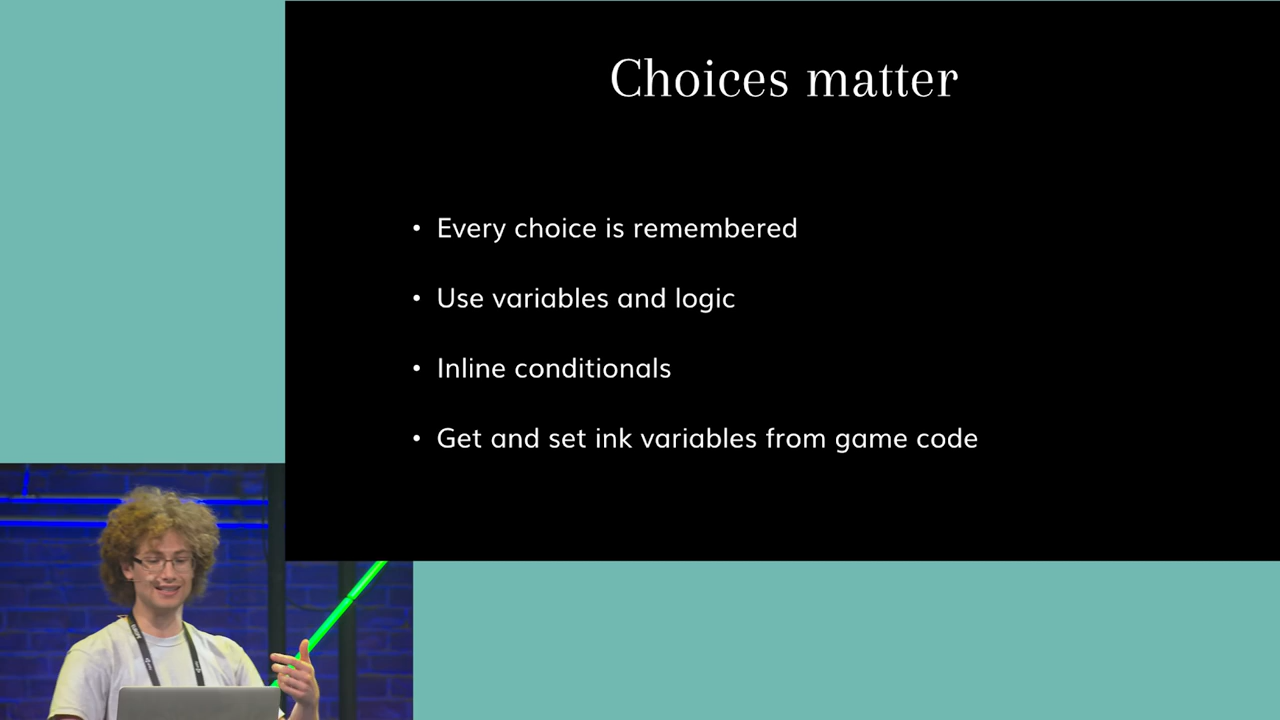 Choices matter
• Every choice is remembered
• Use variables and logic
• Inline conditionals
• Get and set ink variables from game code